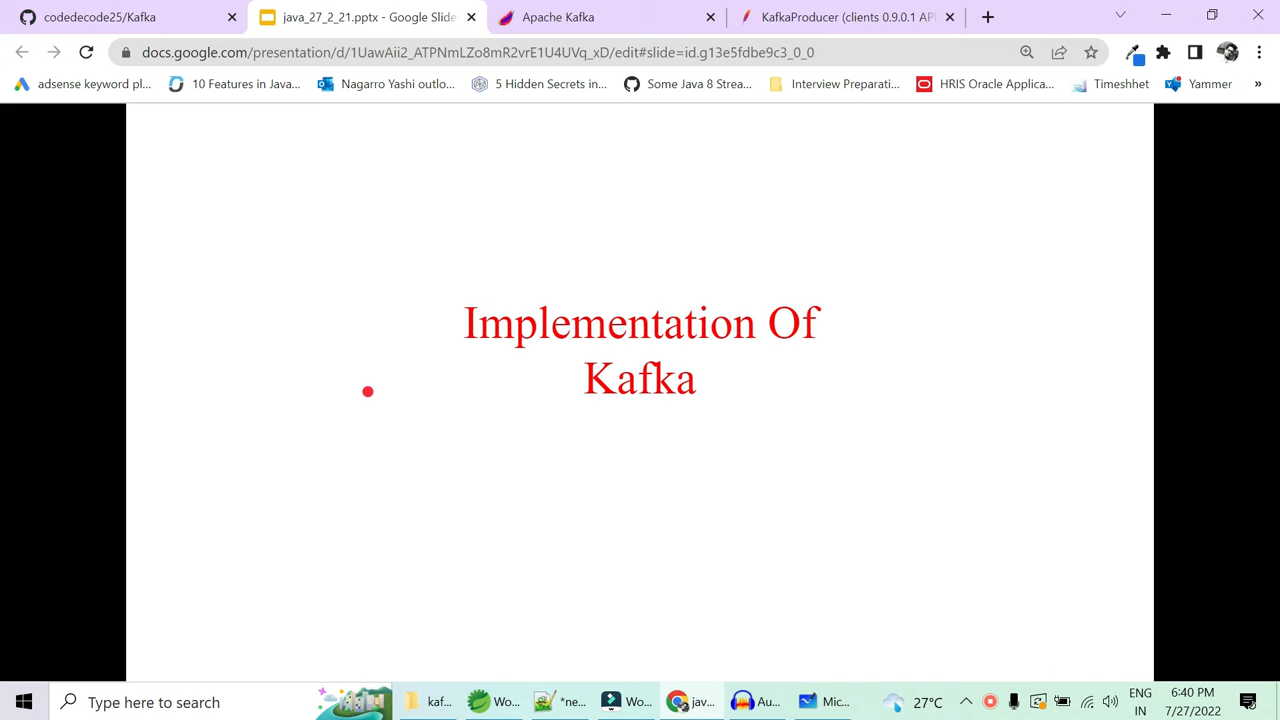 codedecode25/Kafka
java_27_2_21.pptx - Google Slide
Apache Kafka
KafkaProducer (clients 0.9.0.1 API
docs.google.com/presentation/d/1UawAii2_ATPNmLZo8mR2vrE1U4UVq_xD/edit#slide=id.g13e5fdbe9c3_0_0
adsense keyword pl...
10 Features in Java...
Nagarro Yashi outlo...
5 Hidden Secrets in...
Some Java 8 Strea...
Interview Preparati...
HRIS Oracle Applica...
Timeshhet
Yammer
»
Implementation Of
Kafka
Type here to search
kaf...
Wo...
*ne...
Wo...
jav...
Au...
Mic...
27°C
ENG
IN
6:40 PM
7/27/2022